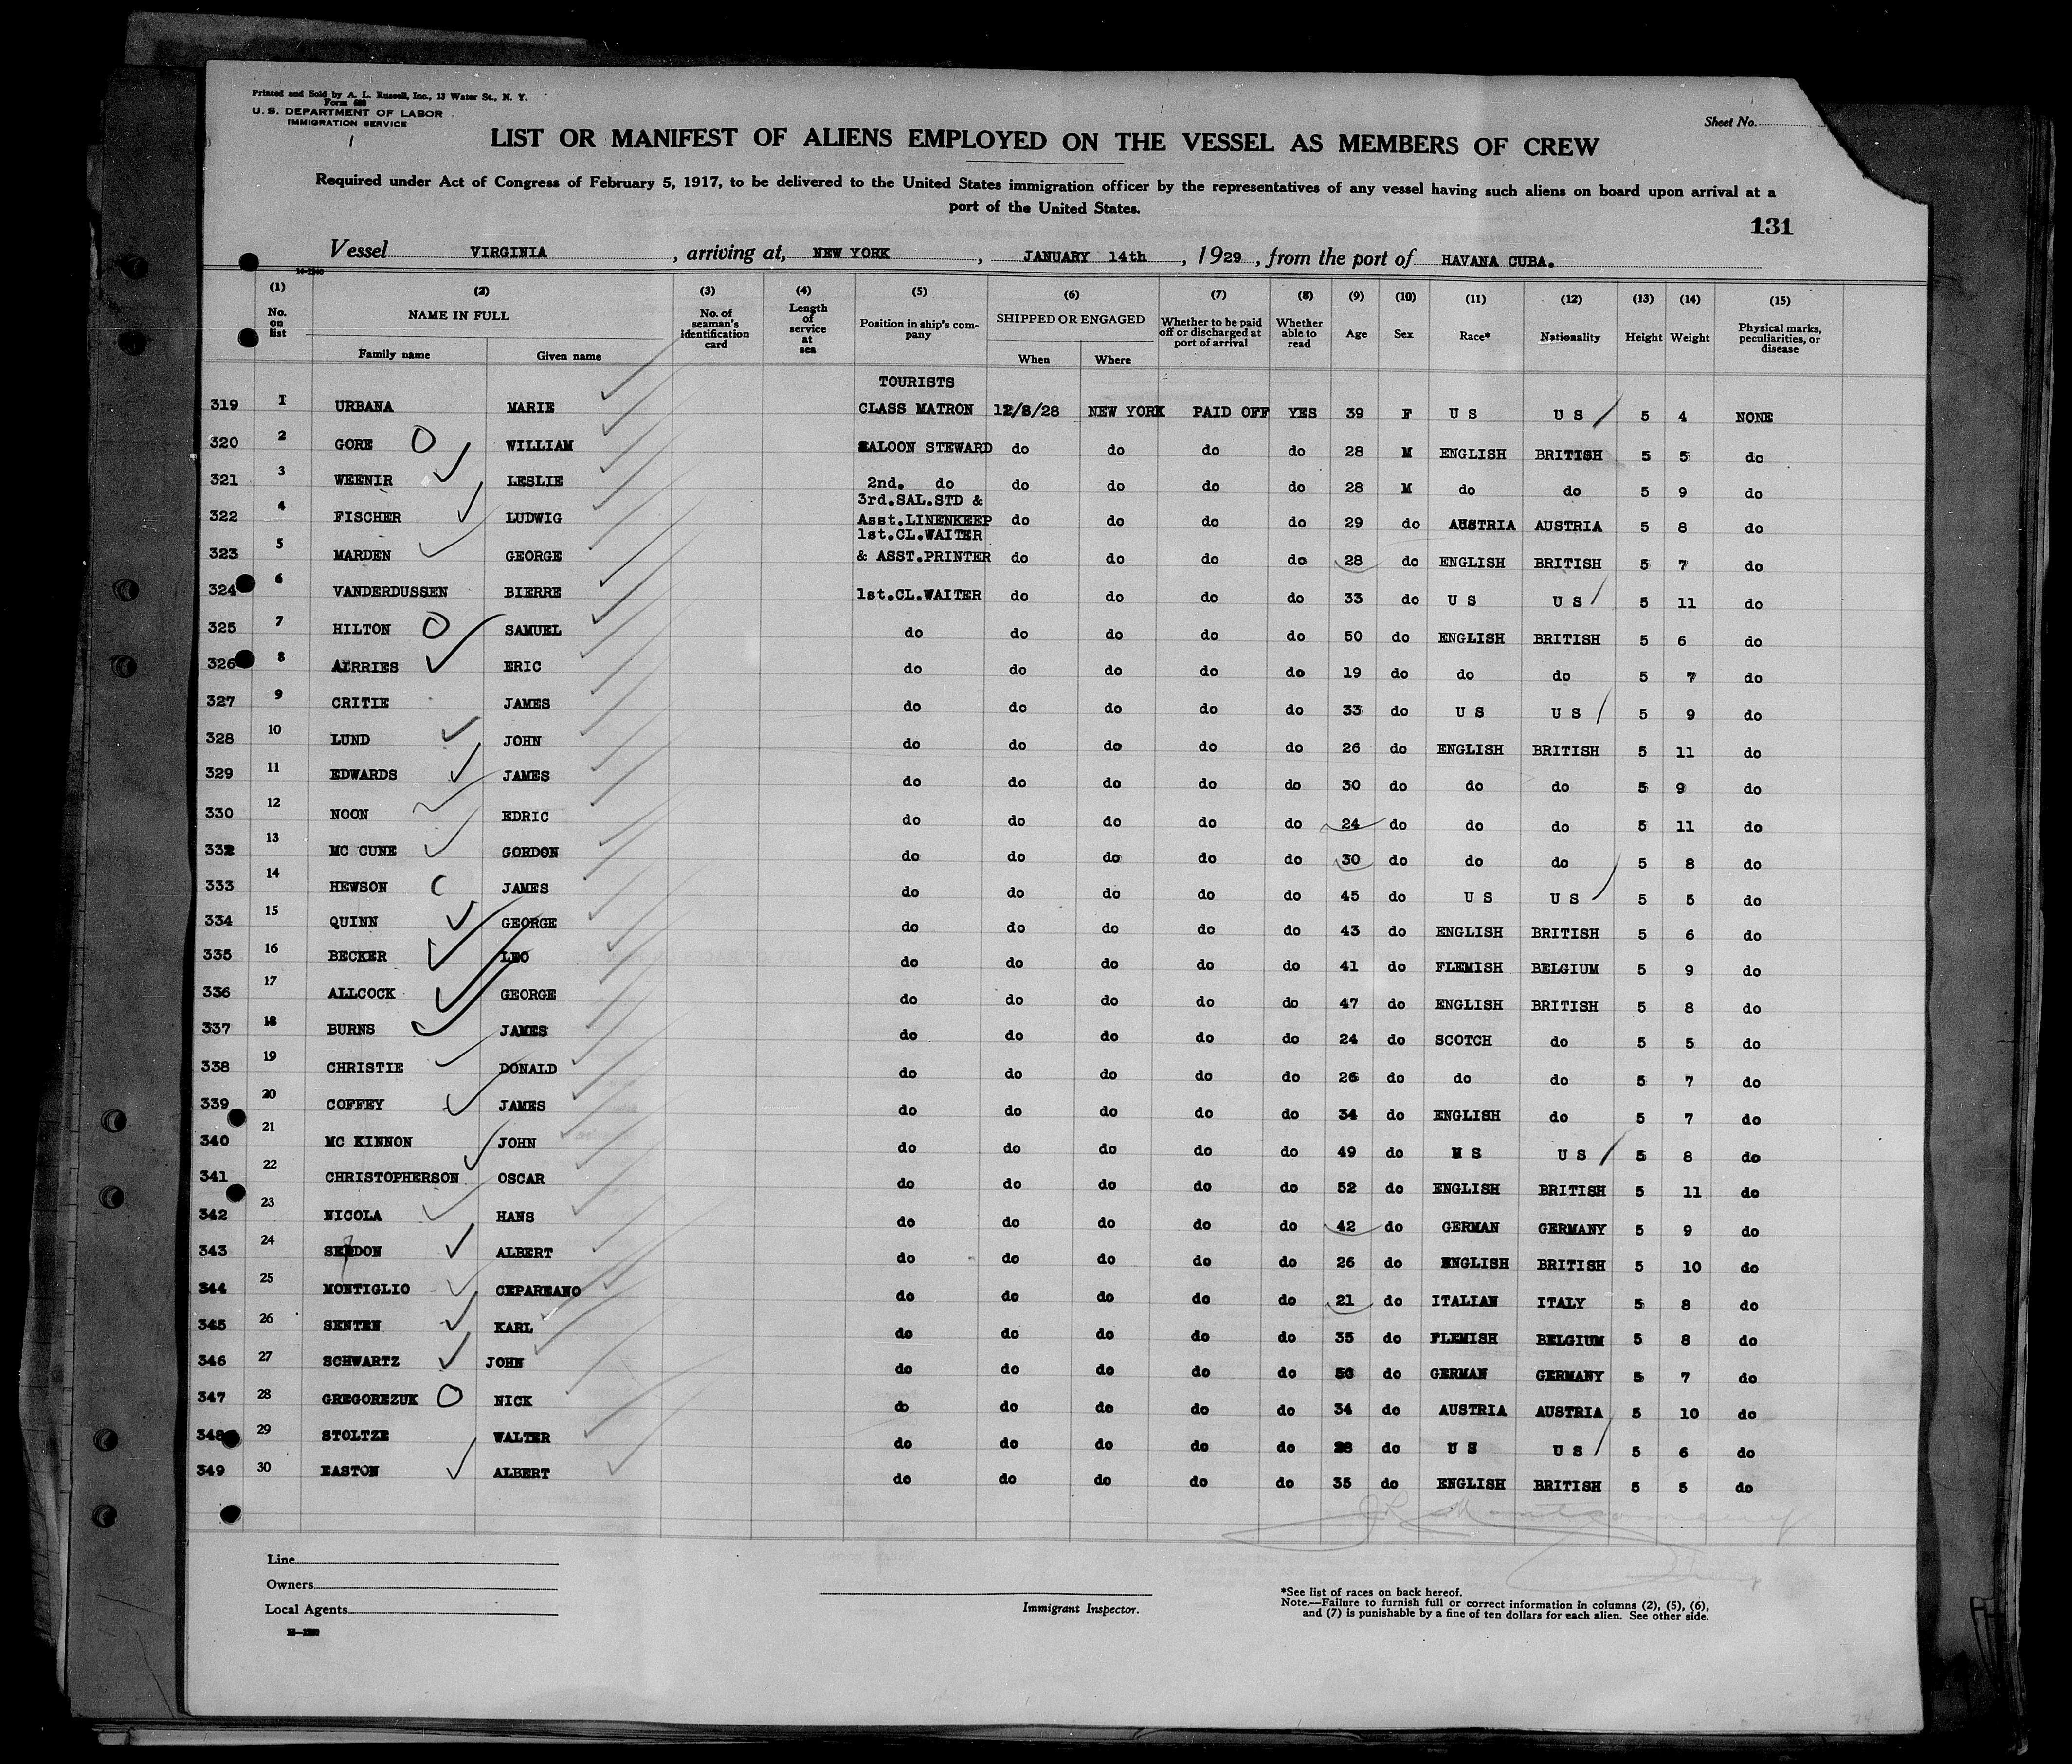 Printed and Sold by A. L. Russell, Inc., 13 Water St., N. Y.
Form 680
U. S. DEPARTMENT OF LABOR
IMMIGRATION SERVICE
Sheet No.
LIST OR MANIFEST OF ALIENS EMPLOYED ON THE VESSEL AS MEMBERS OF CREW
Required under Act of Congress of February 5, 1917, to be delivered to the United States immigration officer by the representatives of any vessel having such aliens on board upon arrival at a
port of the United States.
131
Vessel VIRGINIA , arriving at, NEW YORK , JANUARY 14th , 1929 , from the port of HAVANA CUBA.
(1) No. on list (2) NAME IN FULL Family name Given name (3) No. of seaman's identification card (4) Length of service at sea (5) Position in ship's company (6) SHIPPED OR ENGAGED When Where (7) Whether to be paid off or discharged at port of arrival (8) Whether able to read (9) Age (10) Sex (11) Race* (12) Nationality (13) Height (14) Weight (15) Physical marks, peculiarities, or disease
TOURISTS
319 1 URBANA MARIE CLASS MATRON 12/8/28 NEW YORK PAID OFF YES 39 F U S U S 5 4 NONE
320 2 GORE WILLIAM SALOON STEWARD do do do do 28 M ENGLISH BRITISH 5 5 do
321 3 WEENIR LESLIE 2nd. do do do do do 28 M do do 5 9 do
3rd.SAL.STD &
322 4 FISCHER LUDWIG Asst.LINENKEEP do do do do 29 do AUSTRIA AUSTRIA 5 8 do
1st.CL.WAITER
323 5 MARDEN GEORGE & ASST.PRINTER do do do do 28 do ENGLISH BRITISH 5 7 do
324 6 VANDERDUSSEN BIERRE 1st.CL.WAITER do do do do 33 do U S U S 5 11 do
325 7 HILTON SAMUEL do do do do do 50 do ENGLISH BRITISH 5 6 do
326 8 AIRRIES ERIC do do do do do 19 do do do 5 7 do
327 9 CRITIE JAMES do do do do do 33 do U S U S 5 9 do
328 10 LUND JOHN do do do do do 26 do ENGLISH BRITISH 5 11 do
329 11 EDWARDS JAMES do do do do do 30 do do do 5 9 do
330 12 NOON EDRIC do do do do do 24 do do do 5 11 do
332 13 MC CUNE GORDON do do do do do 30 do do do 5 8 do
333 14 HEWSON JAMES do do do do do 45 do U S U S 5 5 do
334 15 QUINN GEORGE do do do do do 43 do ENGLISH BRITISH 5 6 do
335 16 BECKER LEO do do do do do 41 do FLEMISH BELGIUM 5 9 do
336 17 ALLCOCK GEORGE do do do do do 47 do ENGLISH BRITISH 5 8 do
337 18 BURNS JAMES do do do do do 24 do SCOTCH do 5 5 do
338 19 CHRISTIE DONALD do do do do do 26 do do do 5 7 do
339 20 COFFEY JAMES do do do do do 34 do ENGLISH do 5 7 do
340 21 MC KINNON JOHN do do do do do 49 do S U S 5 8 do
341 22 CHRISTOPHERSON OSCAR do do do do do 52 do ENGLISH BRITISH 5 11 do
342 23 NICOLA HANS do do do do do 42 do GERMAN GERMANY 5 9 do
343 24 ALBERT do do do do do 26 do ENGLISH BRITISH 5 10 do
344 25 MONTIGLIO CEPAREANO do do do do do 21 do ITALIAN ITALY 5 8 do
345 26 SENTEN KARL do do do do do 35 do FLEMISH BELGIUM 5 8 do
346 27 SCHWARTZ JOHN do do do do do do GERMAN GERMANY 5 7 do
347 28 GREGOREZUK NICK do do do do do 34 do AUSTRIA AUSTRIA 5 10 do
348 29 STOLTZE WALTER do do do do do 28 do U S U S 5 6 do
349 30 EASTON ALBERT do do do do do 35 do ENGLISH BRITISH 5 5 do
Line
Owners
Local Agents
Immigrant Inspector.
*See list of races on back hereof.
Note.—Failure to furnish full or correct information in columns (2), (5), (6),
and (7) is punishable by a fine of ten dollars for each alien. See other side.